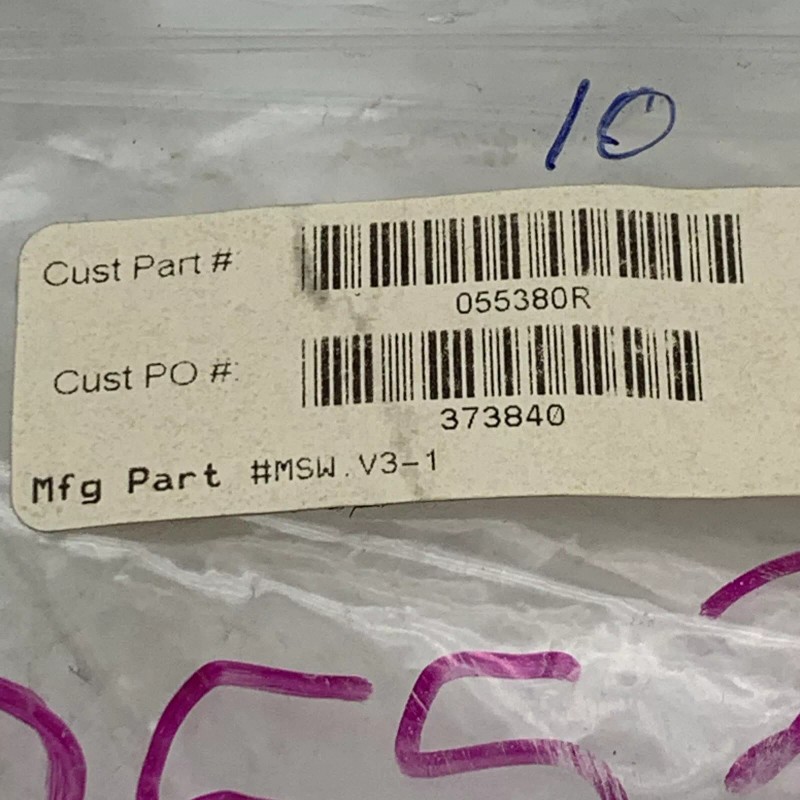 10
Cust Part #
055380R
Cust PO #:
373840
Mfg Part #MSW.V3-1